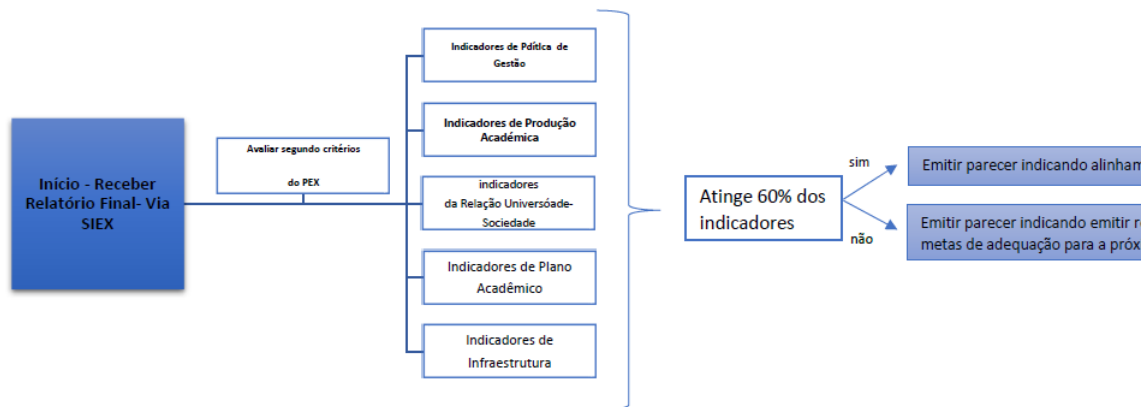 Início - Receber
Relatório Final- Via
SIEX
Avaliar segundo critérios
do PEX
Indicadores de Pdítlca de
Gestão
Indicadores de Produção
Académica
indicadores
da Relação Universóade-
Sociedade
Indicadores de Plano
Acadêmico
Indicadores de
Infraestrutura
Atinge 60% dos
indicadores
sim
Emitir parecer indicando alinham
não
Emitir parecer indicando emitir r
metas de adequação para a próx